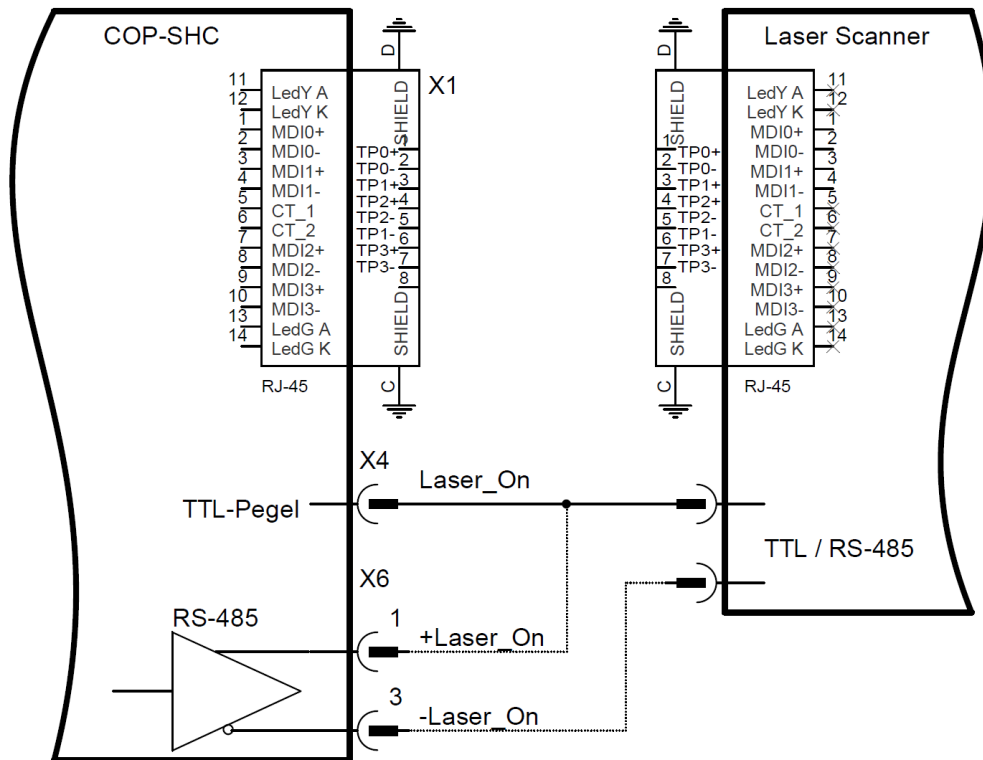 COP-SHC
Laser Scanner
D
D
X1
11 LedY A
12 LedY K
1 MDI0+
2 MDI0-
3 MDI1+
4 MDI1-
5 CT_1
6 CT_2
7 MDI2+
8 MDI2-
9 MDI3+
10 MDI3-
13 LedG A
14 LedG K
SHIELD
TP0+ 1
TP0- 2
TP1+ 3
TP2+ 4
TP2- 5
TP1- 6
TP3+ 7
TP3- 8
SHIELD
RJ-45
C
SHIELD
1 TP0+
2 TP0-
3 TP1+
4 TP2+
5 TP2-
6 TP1-
7 TP3+
8 TP3-
SHIELD
LedY A 11
LedY K 12
MDI0+ 1
MDI0- 2
MDI1+ 3
MDI1- 4
CT_1 5
CT_2 6
MDI2+ 7
MDI2- 8
MDI3+ 9
MDI3- 10
LedG A 13
LedG K 14
C
RJ-45
X4
Laser_On
TTL-Pegel
TTL / RS-485
X6
RS-485
1
+Laser_On
3
-Laser_On